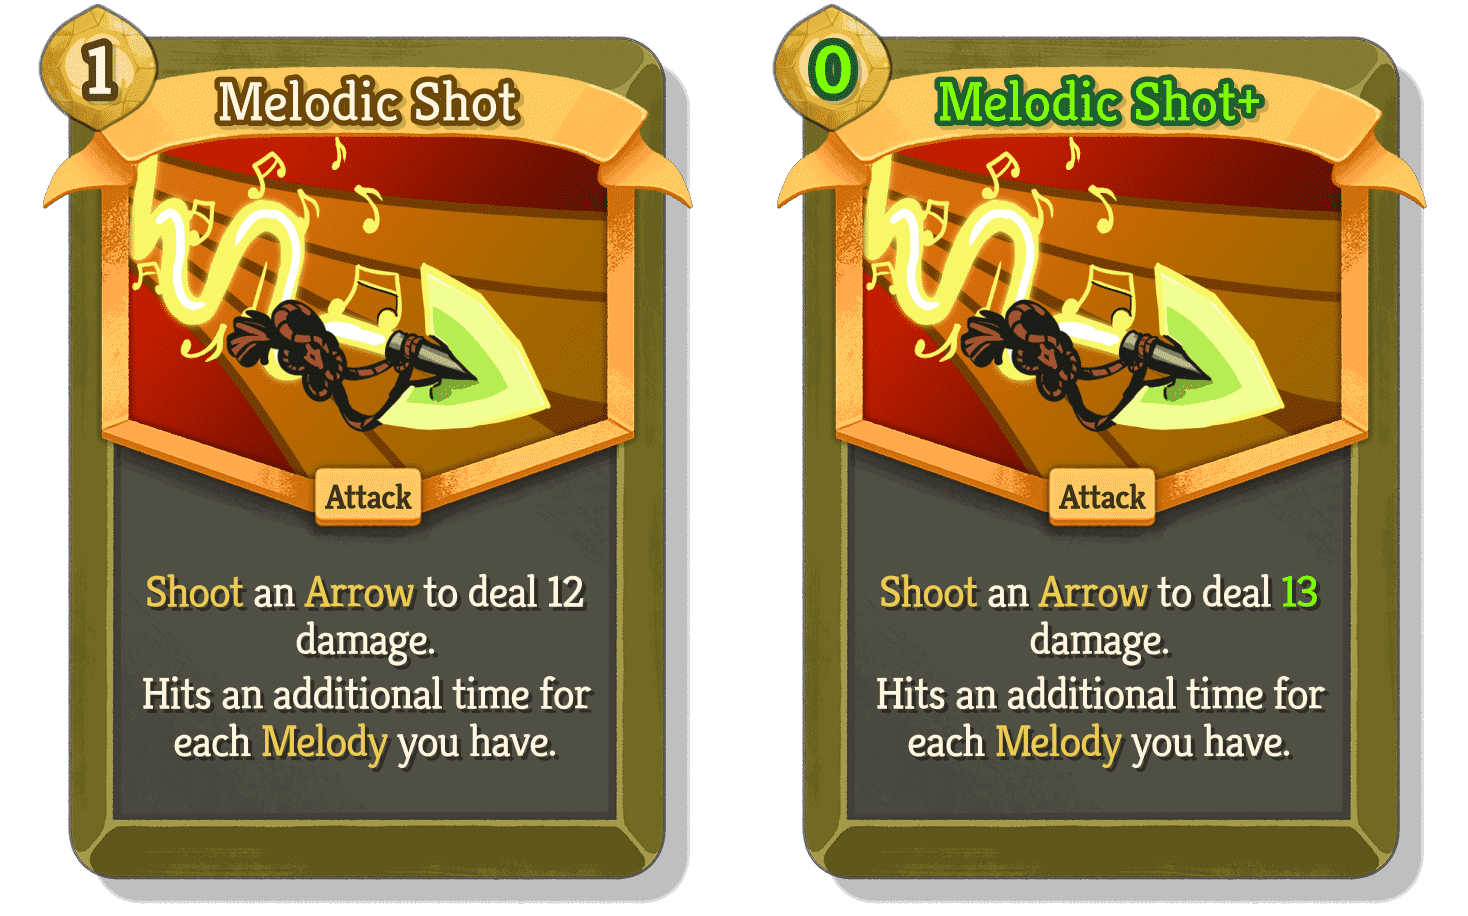 1
Melodic Shot
Attack
Shoot an Arrow to deal 12
damage.
Hits an additional time for
each Melody you have.
0
Melodic Shot+
Attack
Shoot an Arrow to deal 13
damage.
Hits an additional time for
each Melody you have.